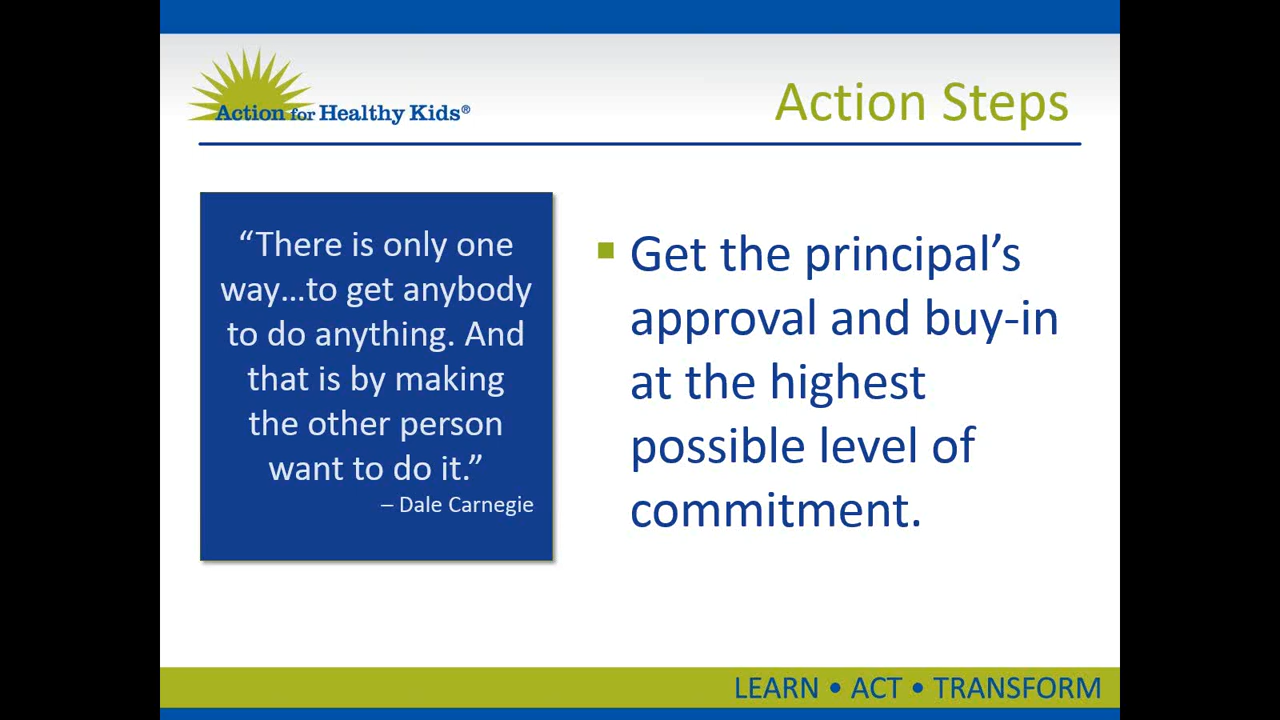 Action for Healthy Kids®
Action Steps
“There is only one
way...to get anybody
to do anything. And
that is by making
the other person
want to do it.”
– Dale Carnegie
▪ Get the principal’s
approval and buy-in
at the highest
possible level of
commitment.
LEARN • ACT • TRANSFORM